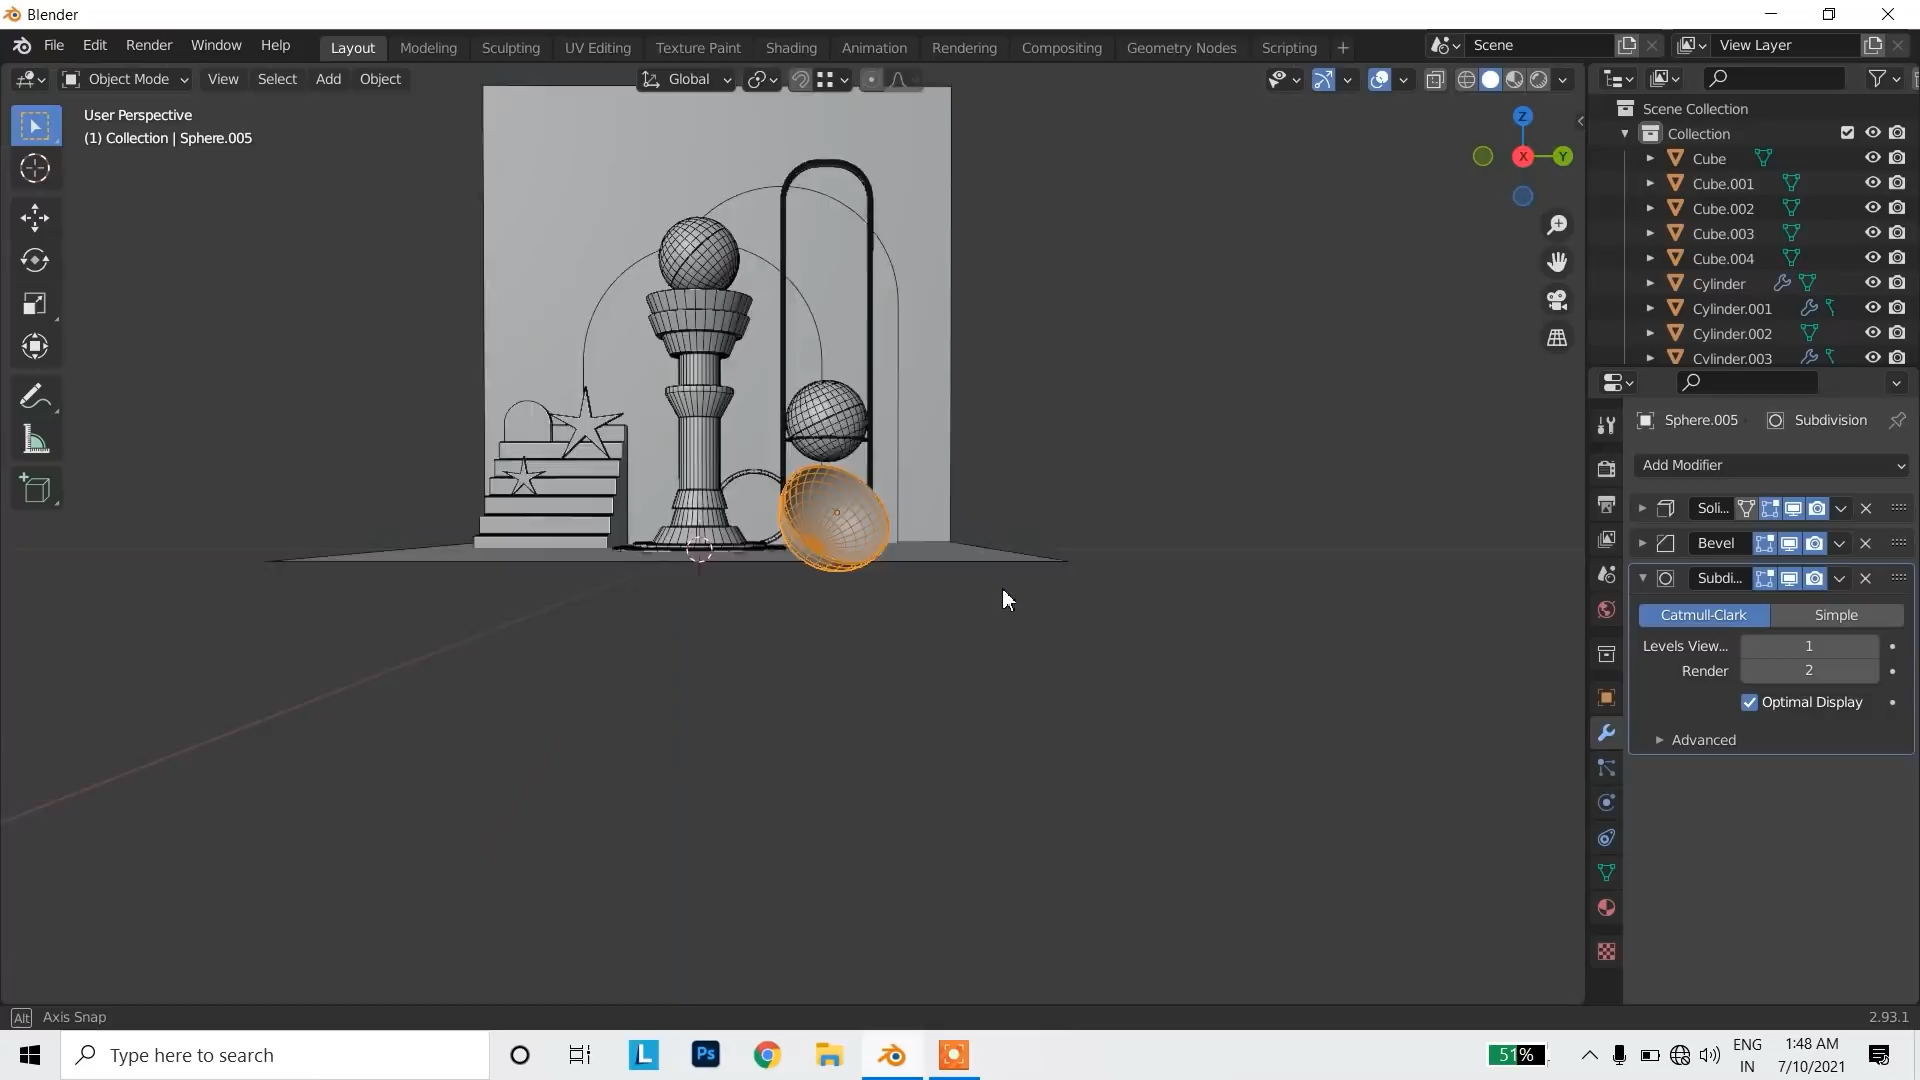 Blender
File Edit Render Window Help Layout Modeling Sculpting UV Editing Texture Paint Shading Animation Rendering Compositing Geometry Nodes Scripting + Scene View Layer
Object Mode View Select Add Object Global
User Perspective
(1) Collection | Sphere.005
Z
X
Y
Scene Collection
Collection
Cube
Cube.001
Cube.002
Cube.003
Cube.004
Cylinder
Cylinder.001
Cylinder.002
Cylinder.003
Sphere.005 Subdivision
Add Modifier
Soli...
Bevel
Subdi...
Catmull-Clark Simple
Levels View... 1
Render 2
Optimal Display
Advanced
Alt Axis Snap
2.93.1
Type here to search
L
Ps
51%
ENG
IN
1:48 AM
7/10/2021